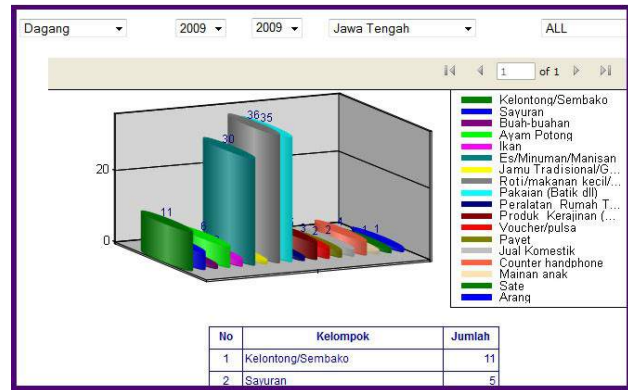 Dagang 2009 2009 Jawa Tengah ALL
1 of 1
Kelontong/Sembako
Sayuran
Buah-buahan
Ayam Potong
Ikan
Es/Minuman/Manisan
Jamu Tradisional/G...
Roti/makanan kecil/...
Pakaian (Batik dll)
Peralatan Rumah T...
Produk Kerajinan (...
Voucher/pulsa
Payet
Jual Komestik
Counter handphone
Mainan anak
Sate
Arang
36 35
30
20
11
0
3 2 2
4
1 1
No Kelompok Jumlah
1 Kelontong/Sembako 11
2 Sayuran 5